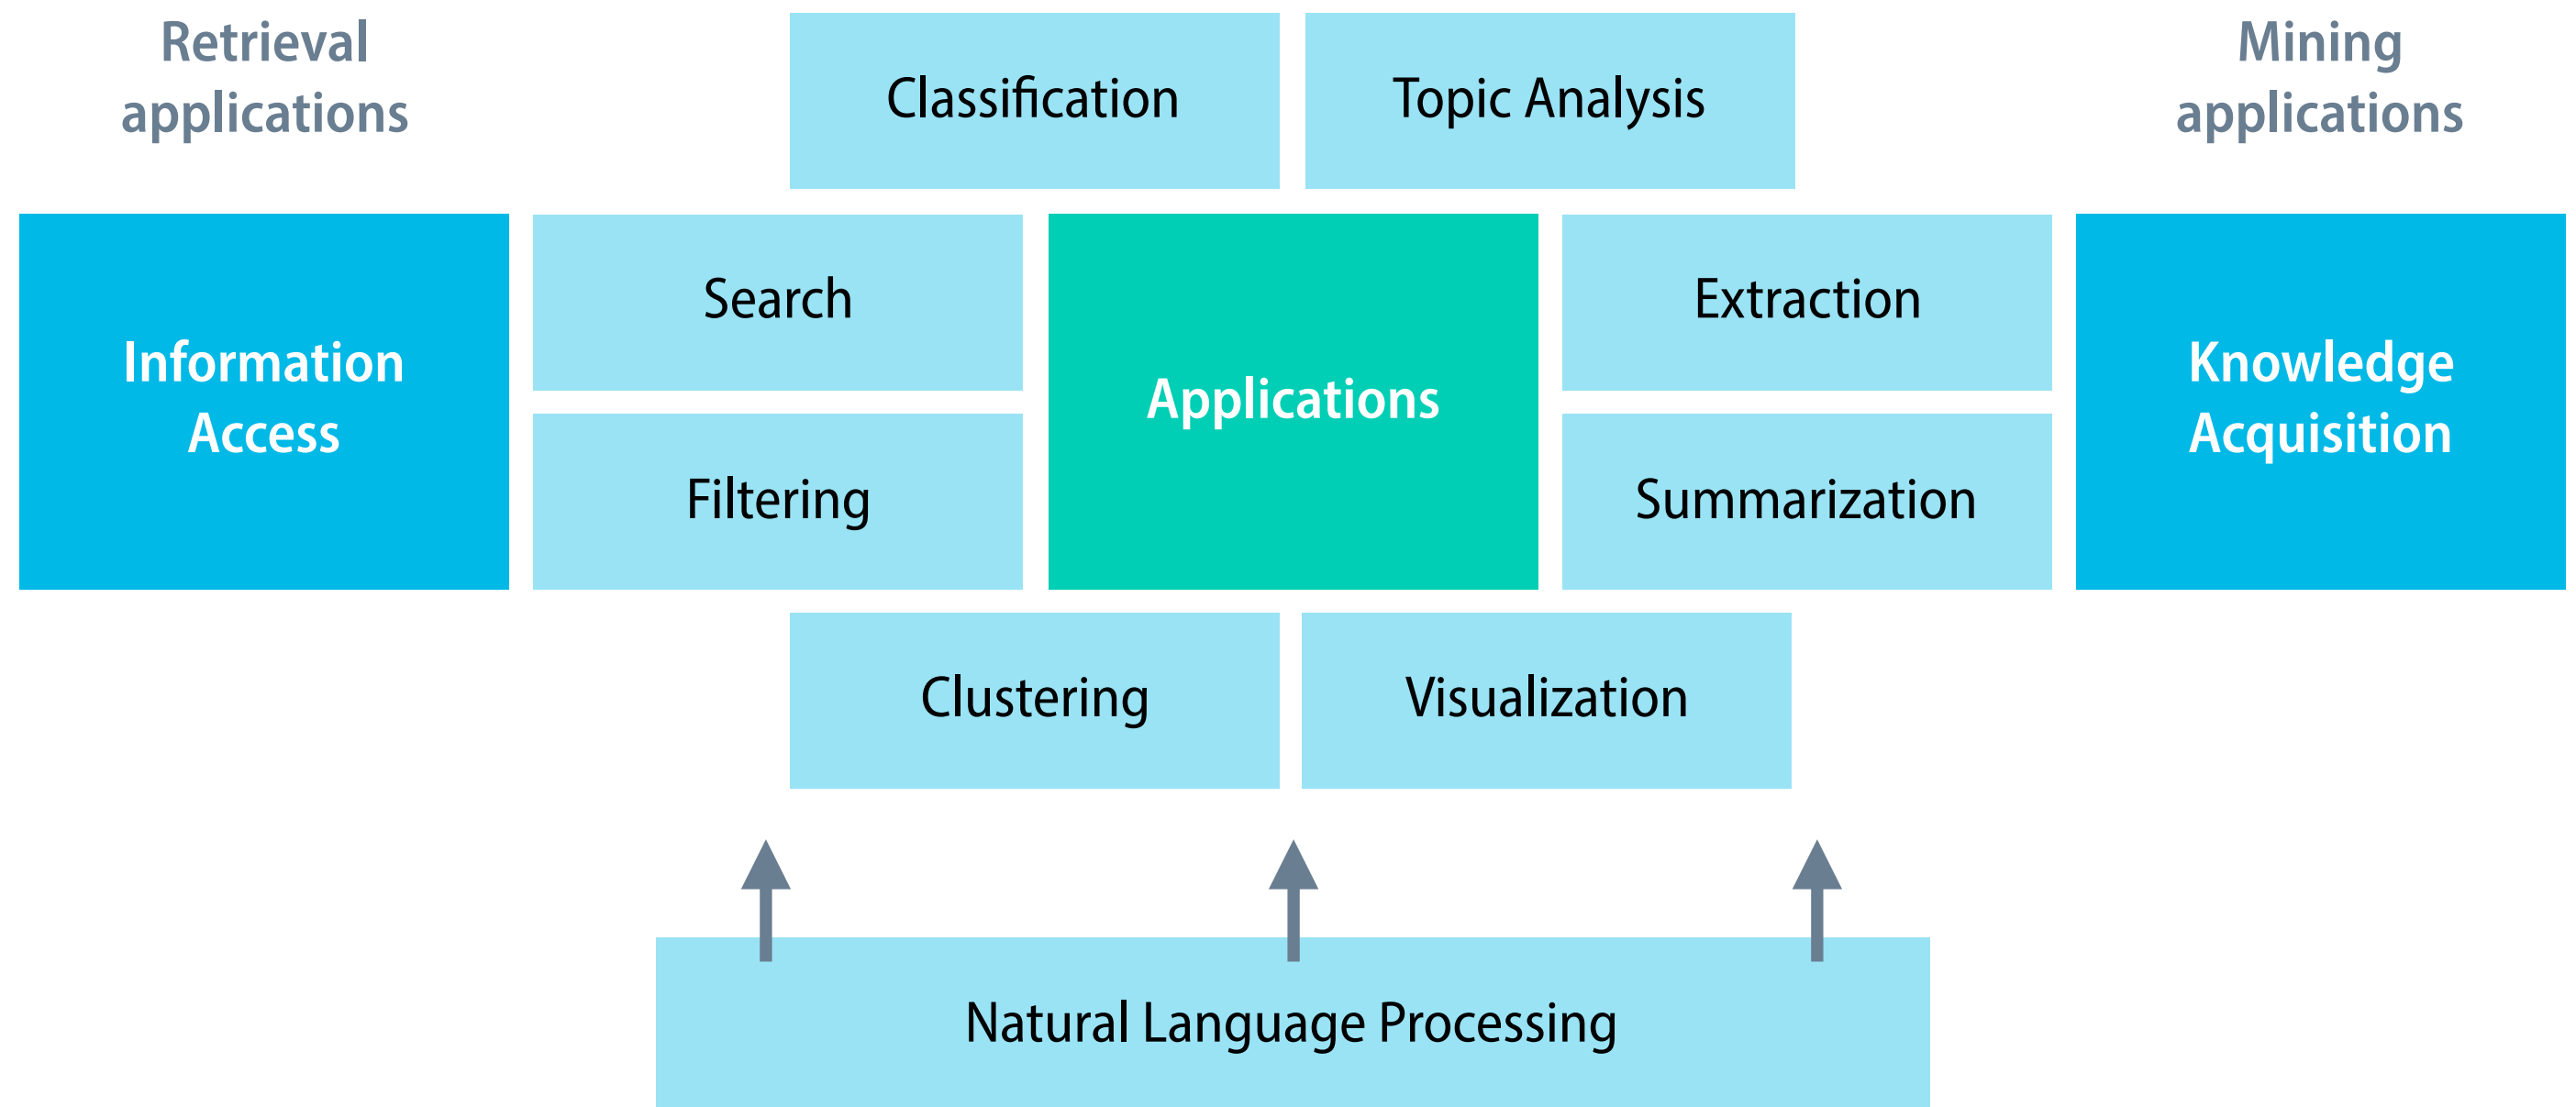 Retrieval
applications
Classification
Topic Analysis
Mining
applications
Information
Access
Search
Filtering
Applications
Extraction
Summarization
Knowledge
Acquisition
Clustering
Visualization
Natural Language Processing